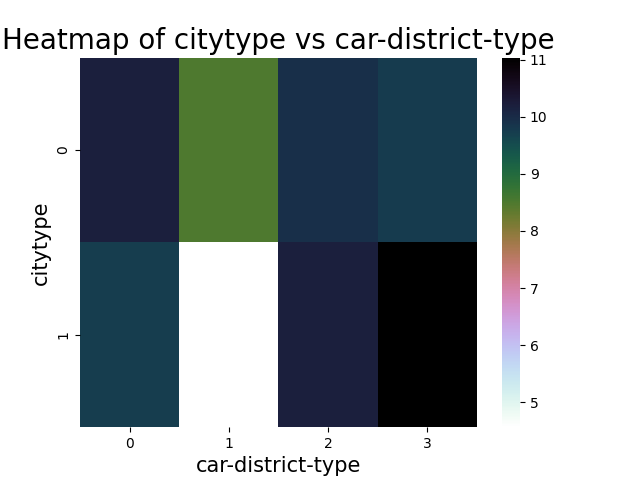 Heatmap of citytype vs car-district-type
11
10
9
8
7
6
5
0
1
citytype
0 1 2 3
car-district-type